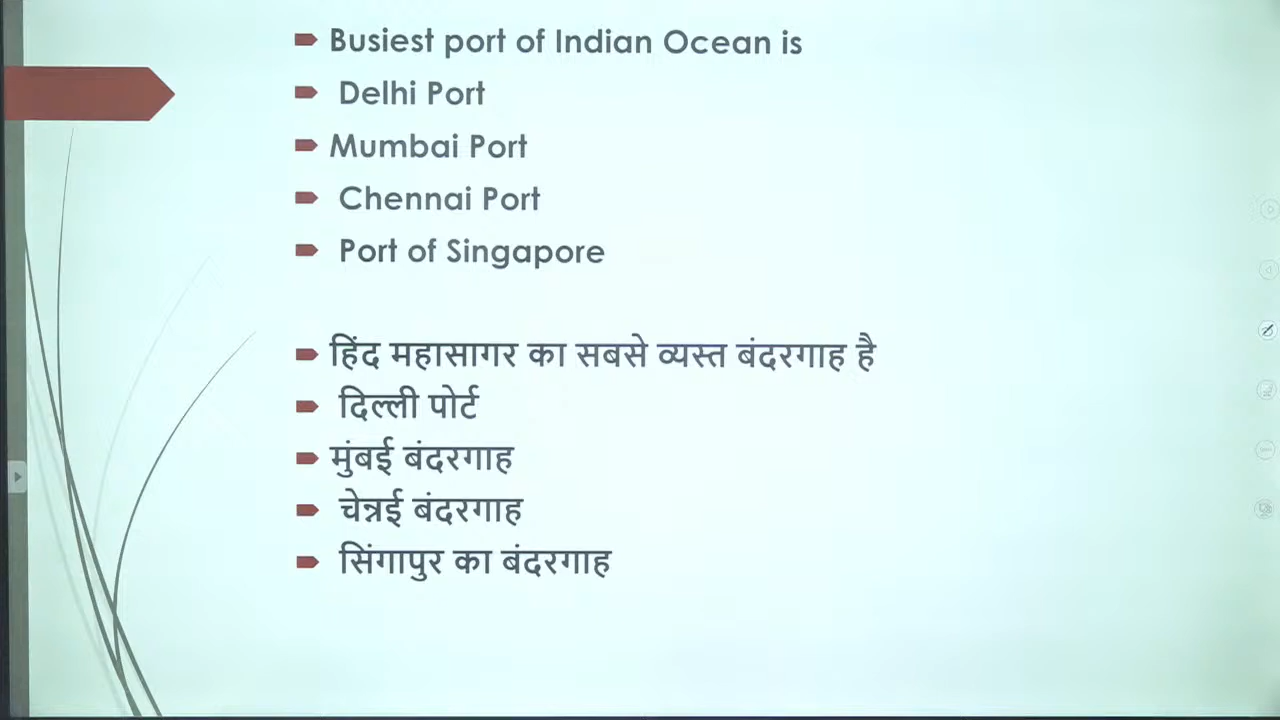 Busiest port of Indian Ocean is
Delhi Port
Mumbai Port
Chennai Port
Port of Singapore
हिंद महासागर का सबसे व्यस्त बंदरगाह है
दिल्ली पोर्ट
मुंबई बंदरगाह
चेन्नई बंदरगाह
सिंगापुर का बंदरगाह